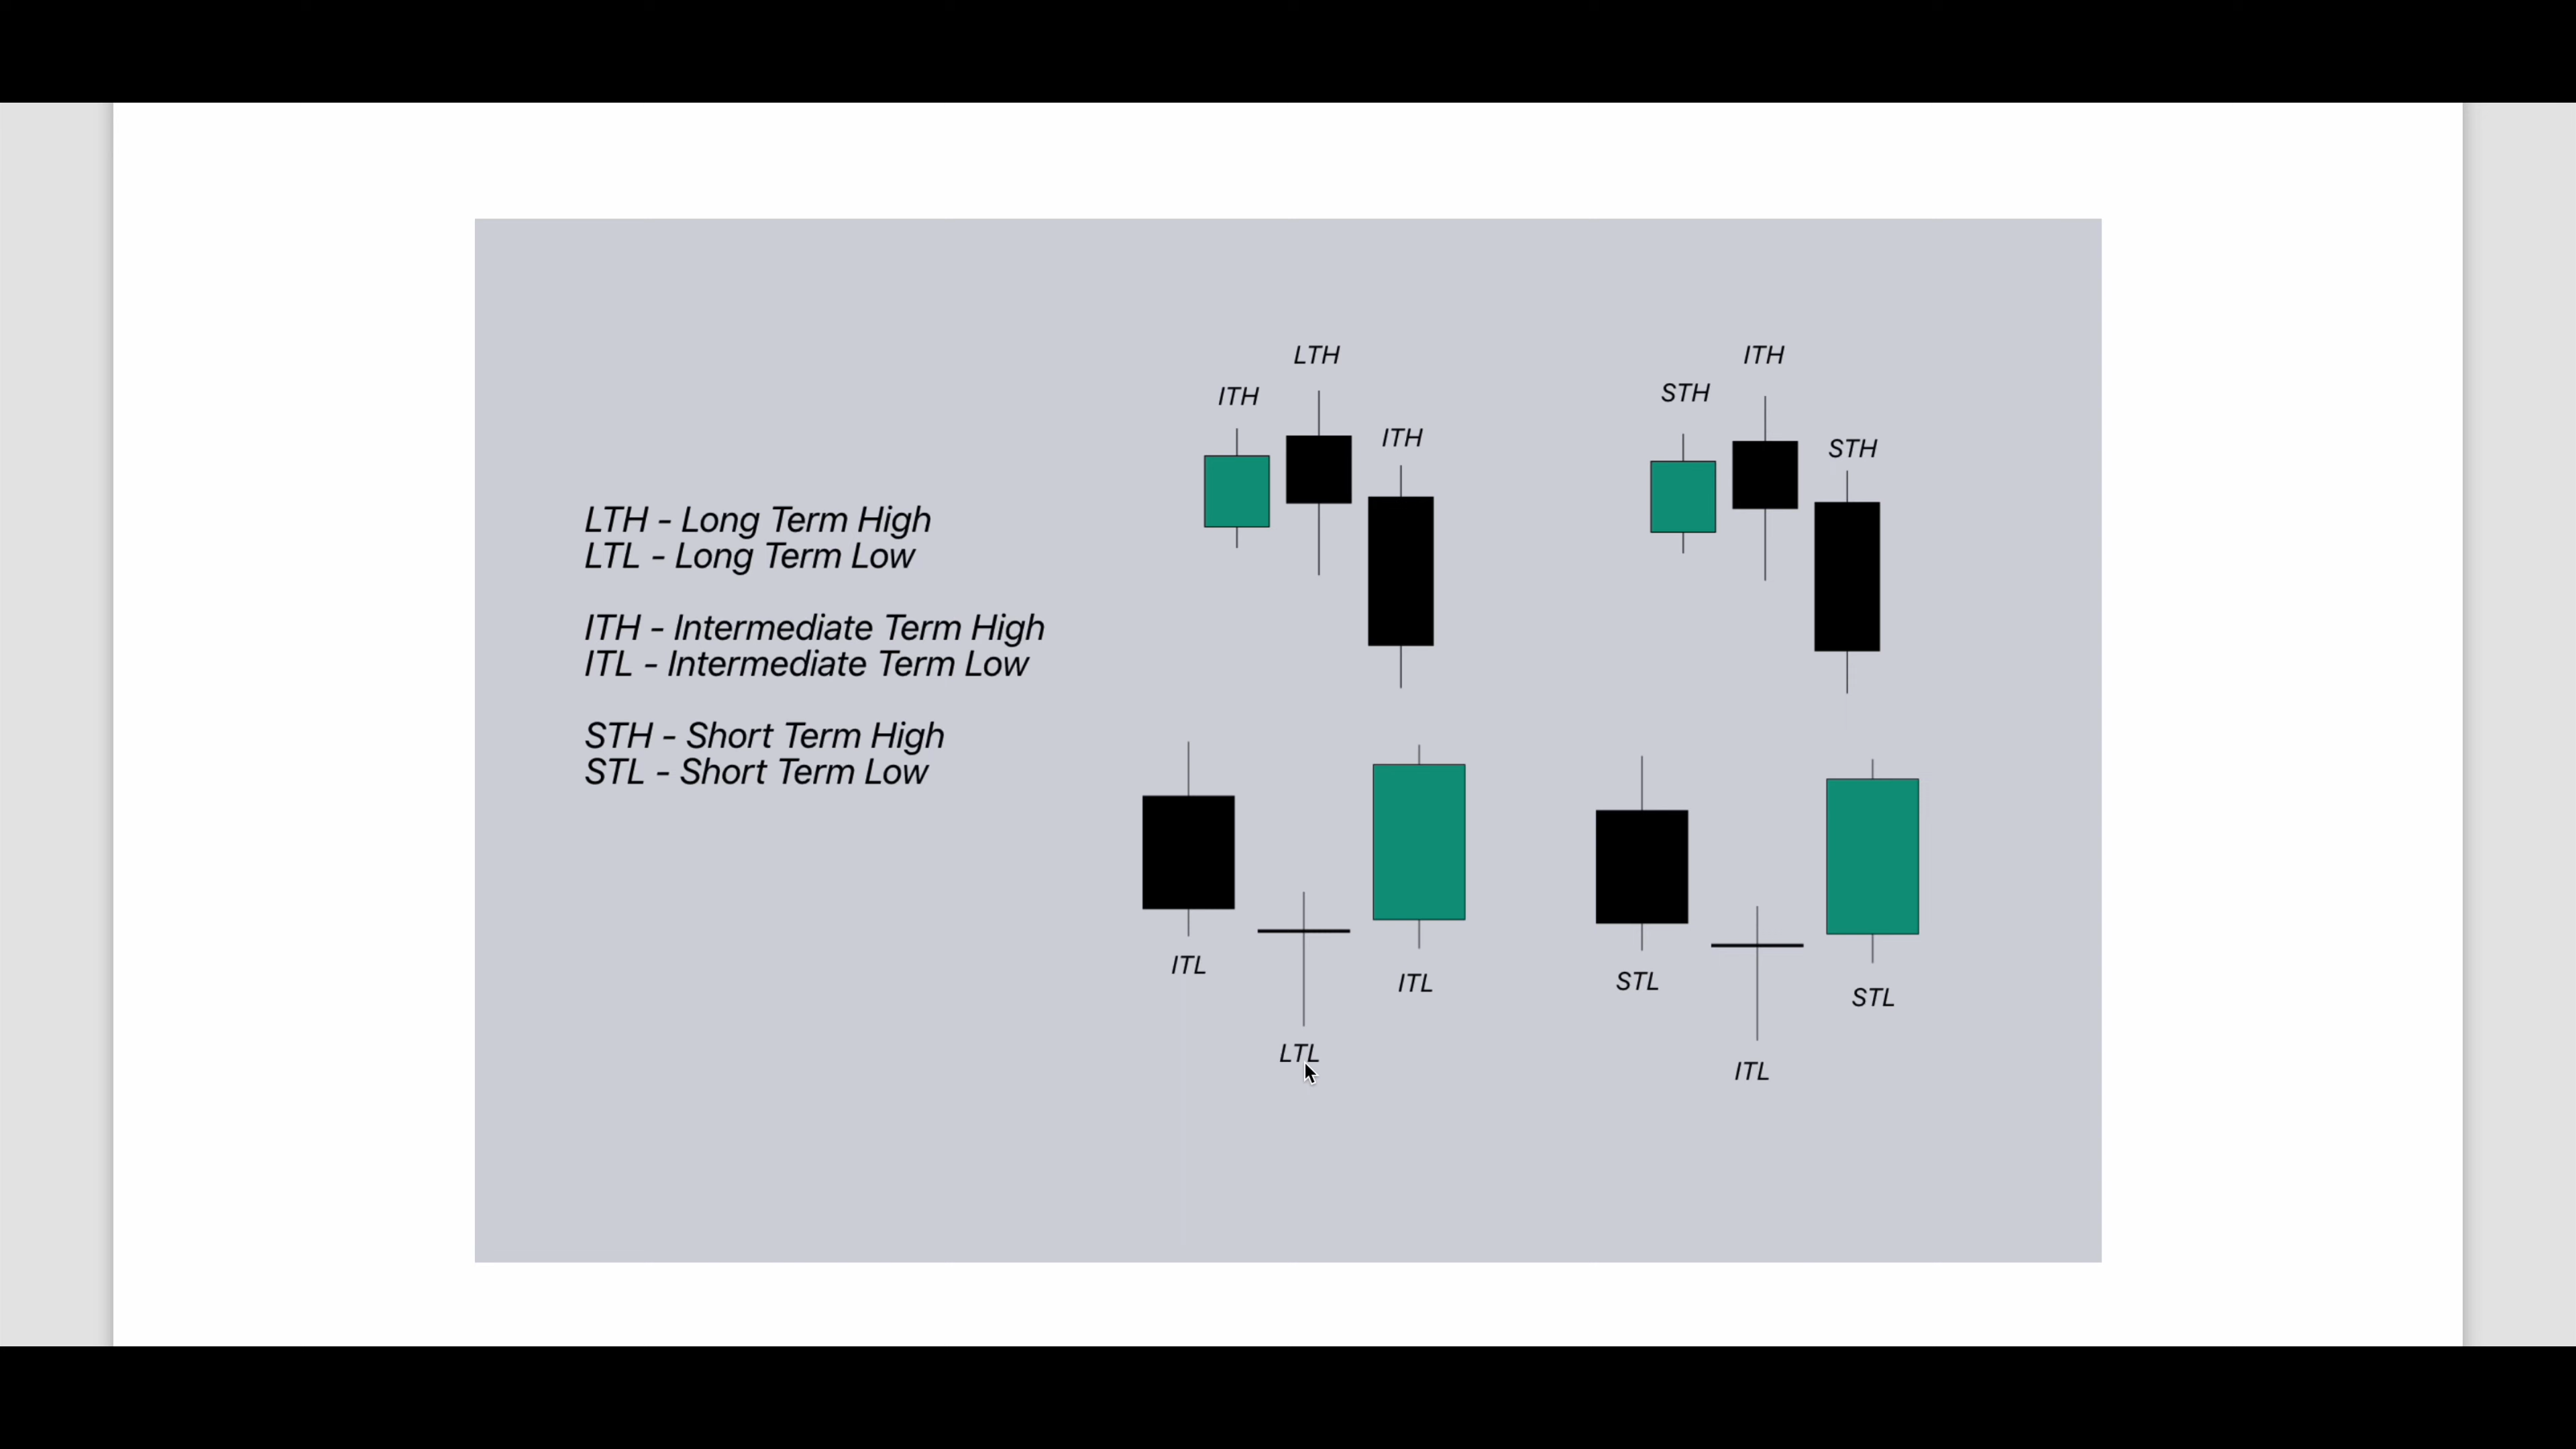 LTH - Long Term High
LTL - Long Term Low
ITH - Intermediate Term High
ITL - Intermediate Term Low
STH - Short Term High
STL - Short Term Low
LTH
ITH
ITH
ITH
STH
STH
ITL
ITL
LTL
STL
STL
ITL